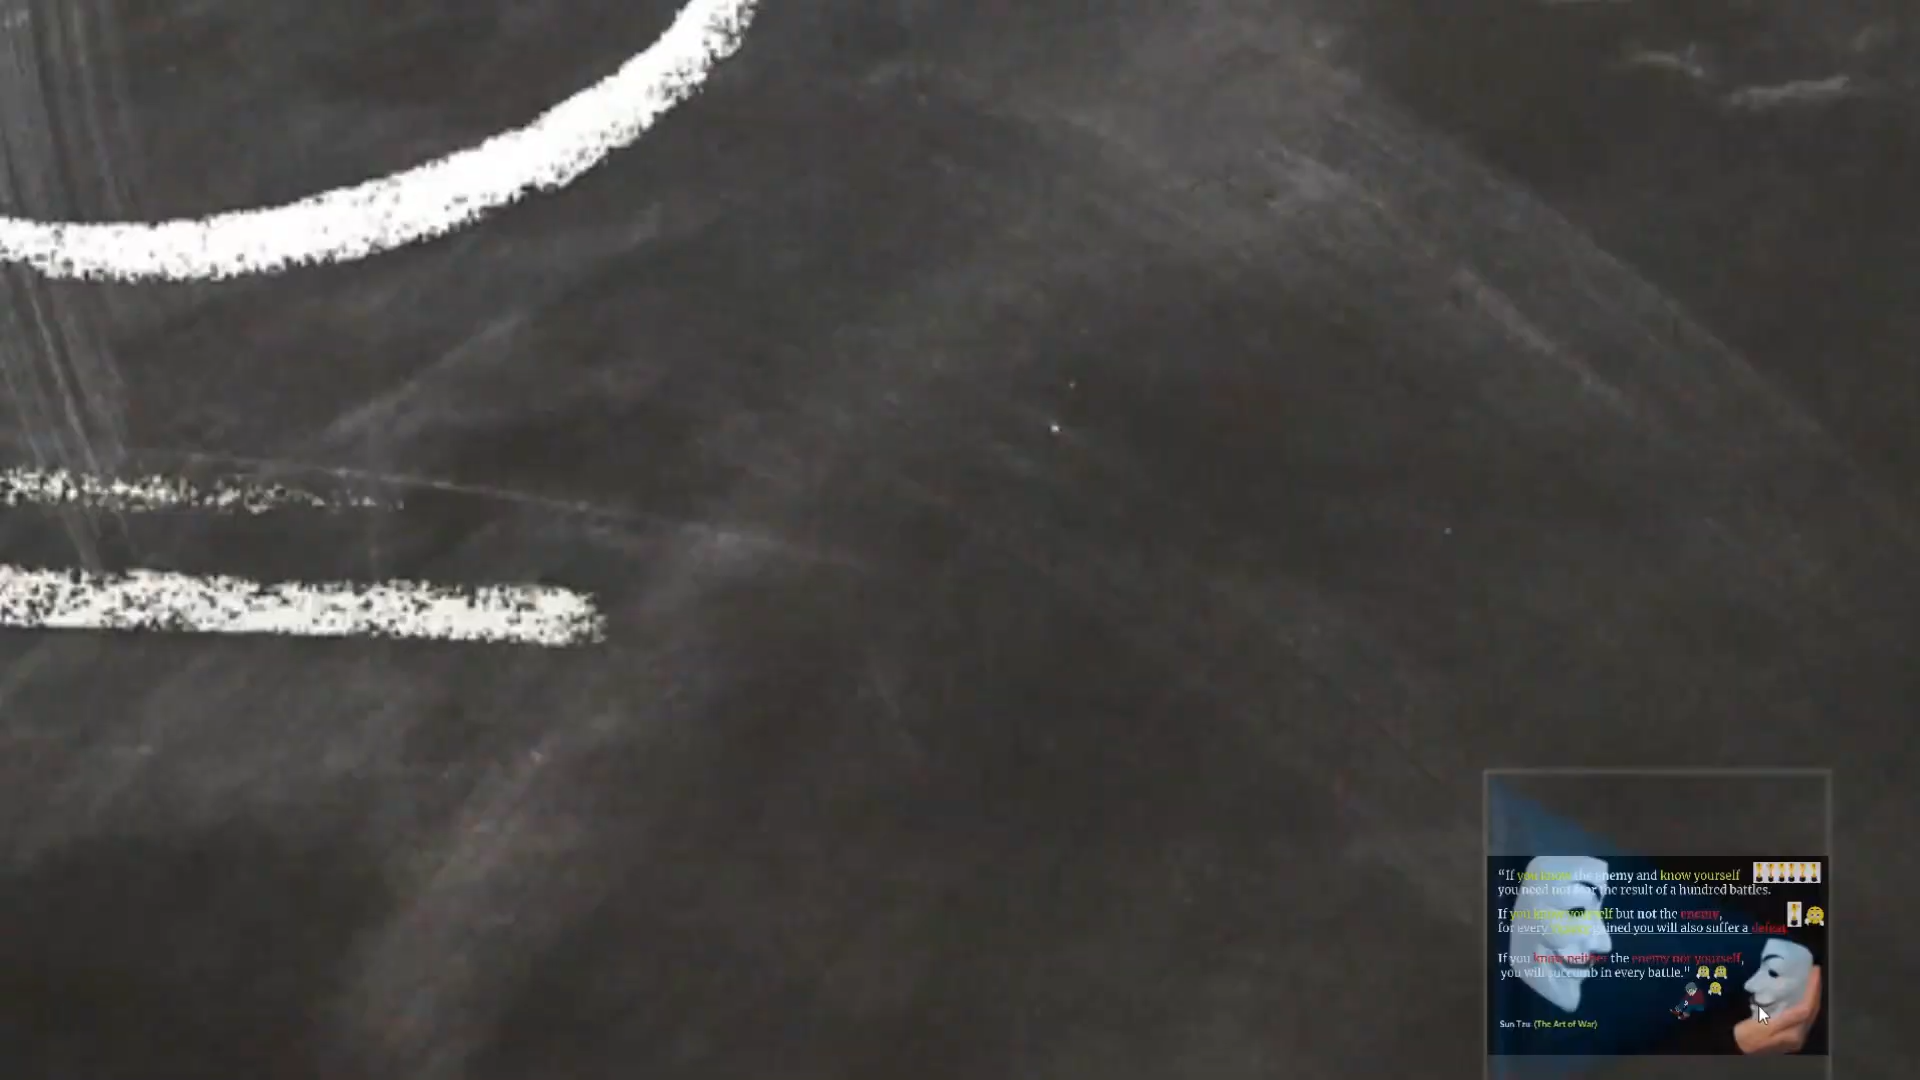 “If you know the enemy and know yourself
you need not fear the result of a hundred battles.
If you know yourself but not the enemy,
for every gained you will also suffer a defeat
If you know neither the enemy nor yourself,
you will succumb in every battle.”
Sun Tzu (The Art of War)